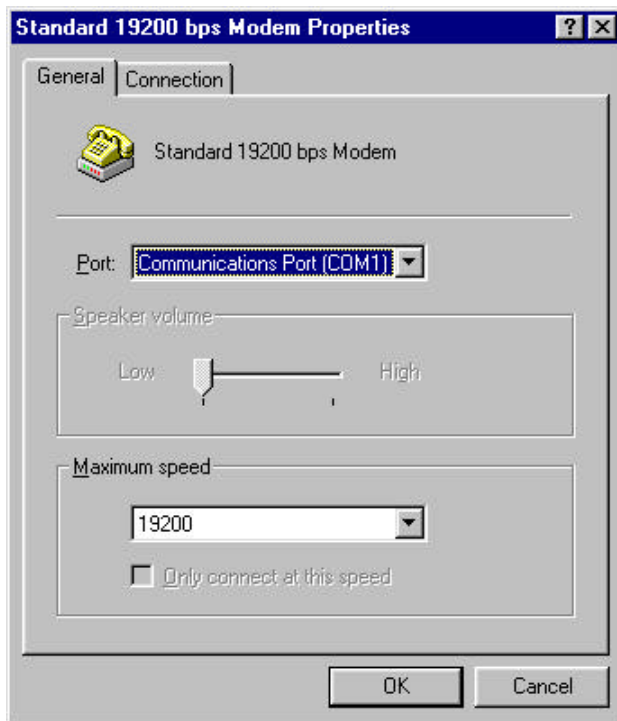 Standard 19200 bps Modem Properties
General Connection
Standard 19200 bps Modem
Port: Communications Port (COM1)
Speaker volume
Low High
Maximum speed
19200
Only connect at this speed
OK Cancel